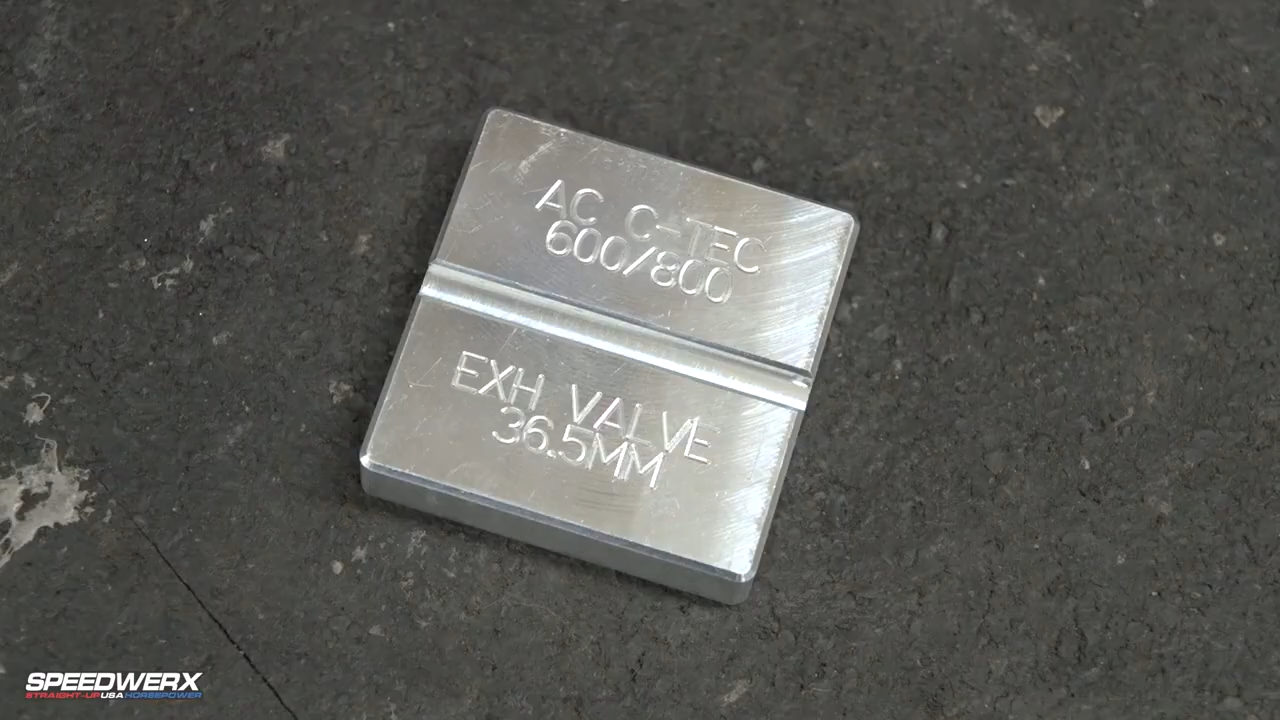 AC C-TEC
600/800
EXH VALVE
36.5MM
SPEEDWERX
STRAIGHT-UP USA HORSEPOWER